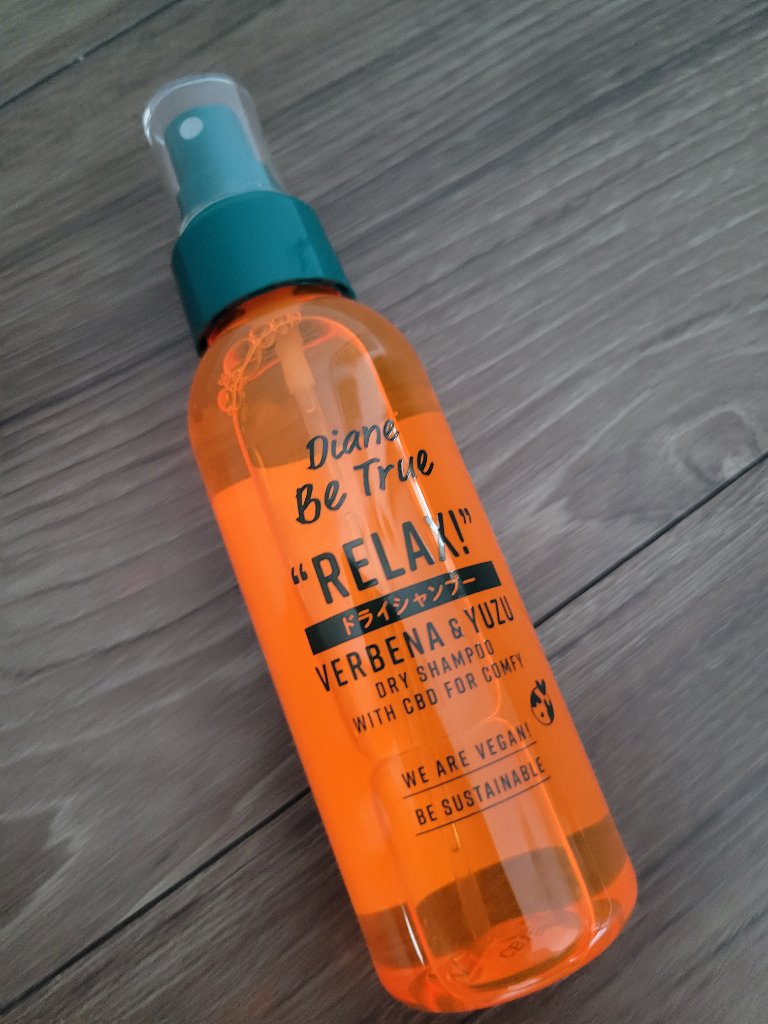 Diane
Be True
“RELAX!”
ドライシャンプー
VERBENA & YUZU
DRY SHAMPOO
WITH CBD FOR COMFY
WE ARE VEGAN!
BE SUSTAINABLE